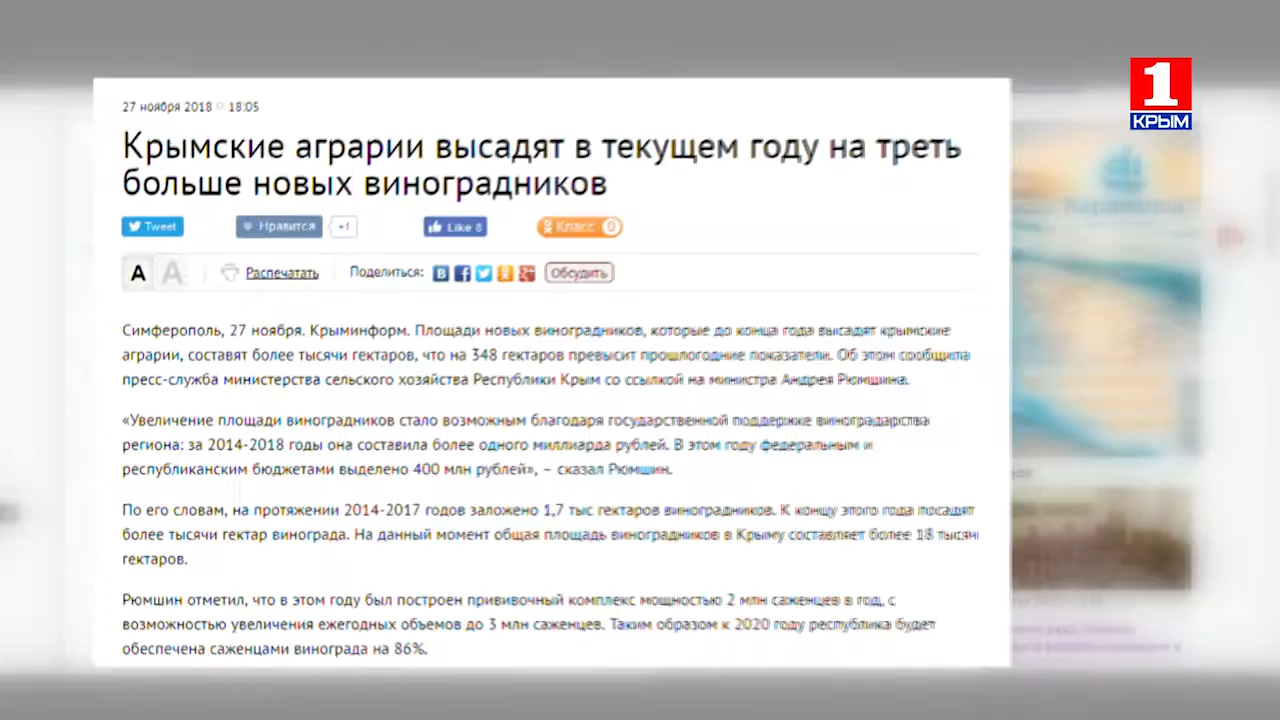 1
КРЫМ
27 ноября 2018 18:05
Крымские аграрии высадят в текущем году на треть
больше новых виноградников
Tweet
Нравится
+1
Like 8
Класс 0
А А
Распечатать
Поделиться:
Обсудить
Симферополь, 27 ноября. Крыминформ. Площади новых виноградников, которые до конца года высадят крымские
аграрии, составят более тысячи гектаров, что на 348 гектаров превысит прошлогодние показатели. Об этом сообщила
пресс-служба министерства сельского хозяйства Республики Крым со ссылкой на министра Андрея Рюмшина.
«Увеличение площади виноградников стало возможным благодаря государственной поддержке виноградарства
региона: за 2014-2018 годы она составила более одного миллиарда рублей. В этом году федеральным и
республиканским бюджетами выделено 400 млн рублей», – сказал Рюмшин.
По его словам, на протяжении 2014-2017 годов заложено 1,7 тыс гектаров виноградников. К концу этого года посадят
более тысячи гектар винограда. На данный момент общая площадь виноградников в Крыму составляет более 18 тысяч
гектаров.
Рюмшин отметил, что в этом году был построен прививочный комплекс мощностью 2 млн саженцев в год, с
возможностью увеличения ежегодных объемов до 3 млн саженцев. Таким образом к 2020 году республика будет
обеспечена саженцами винограда на 86%.